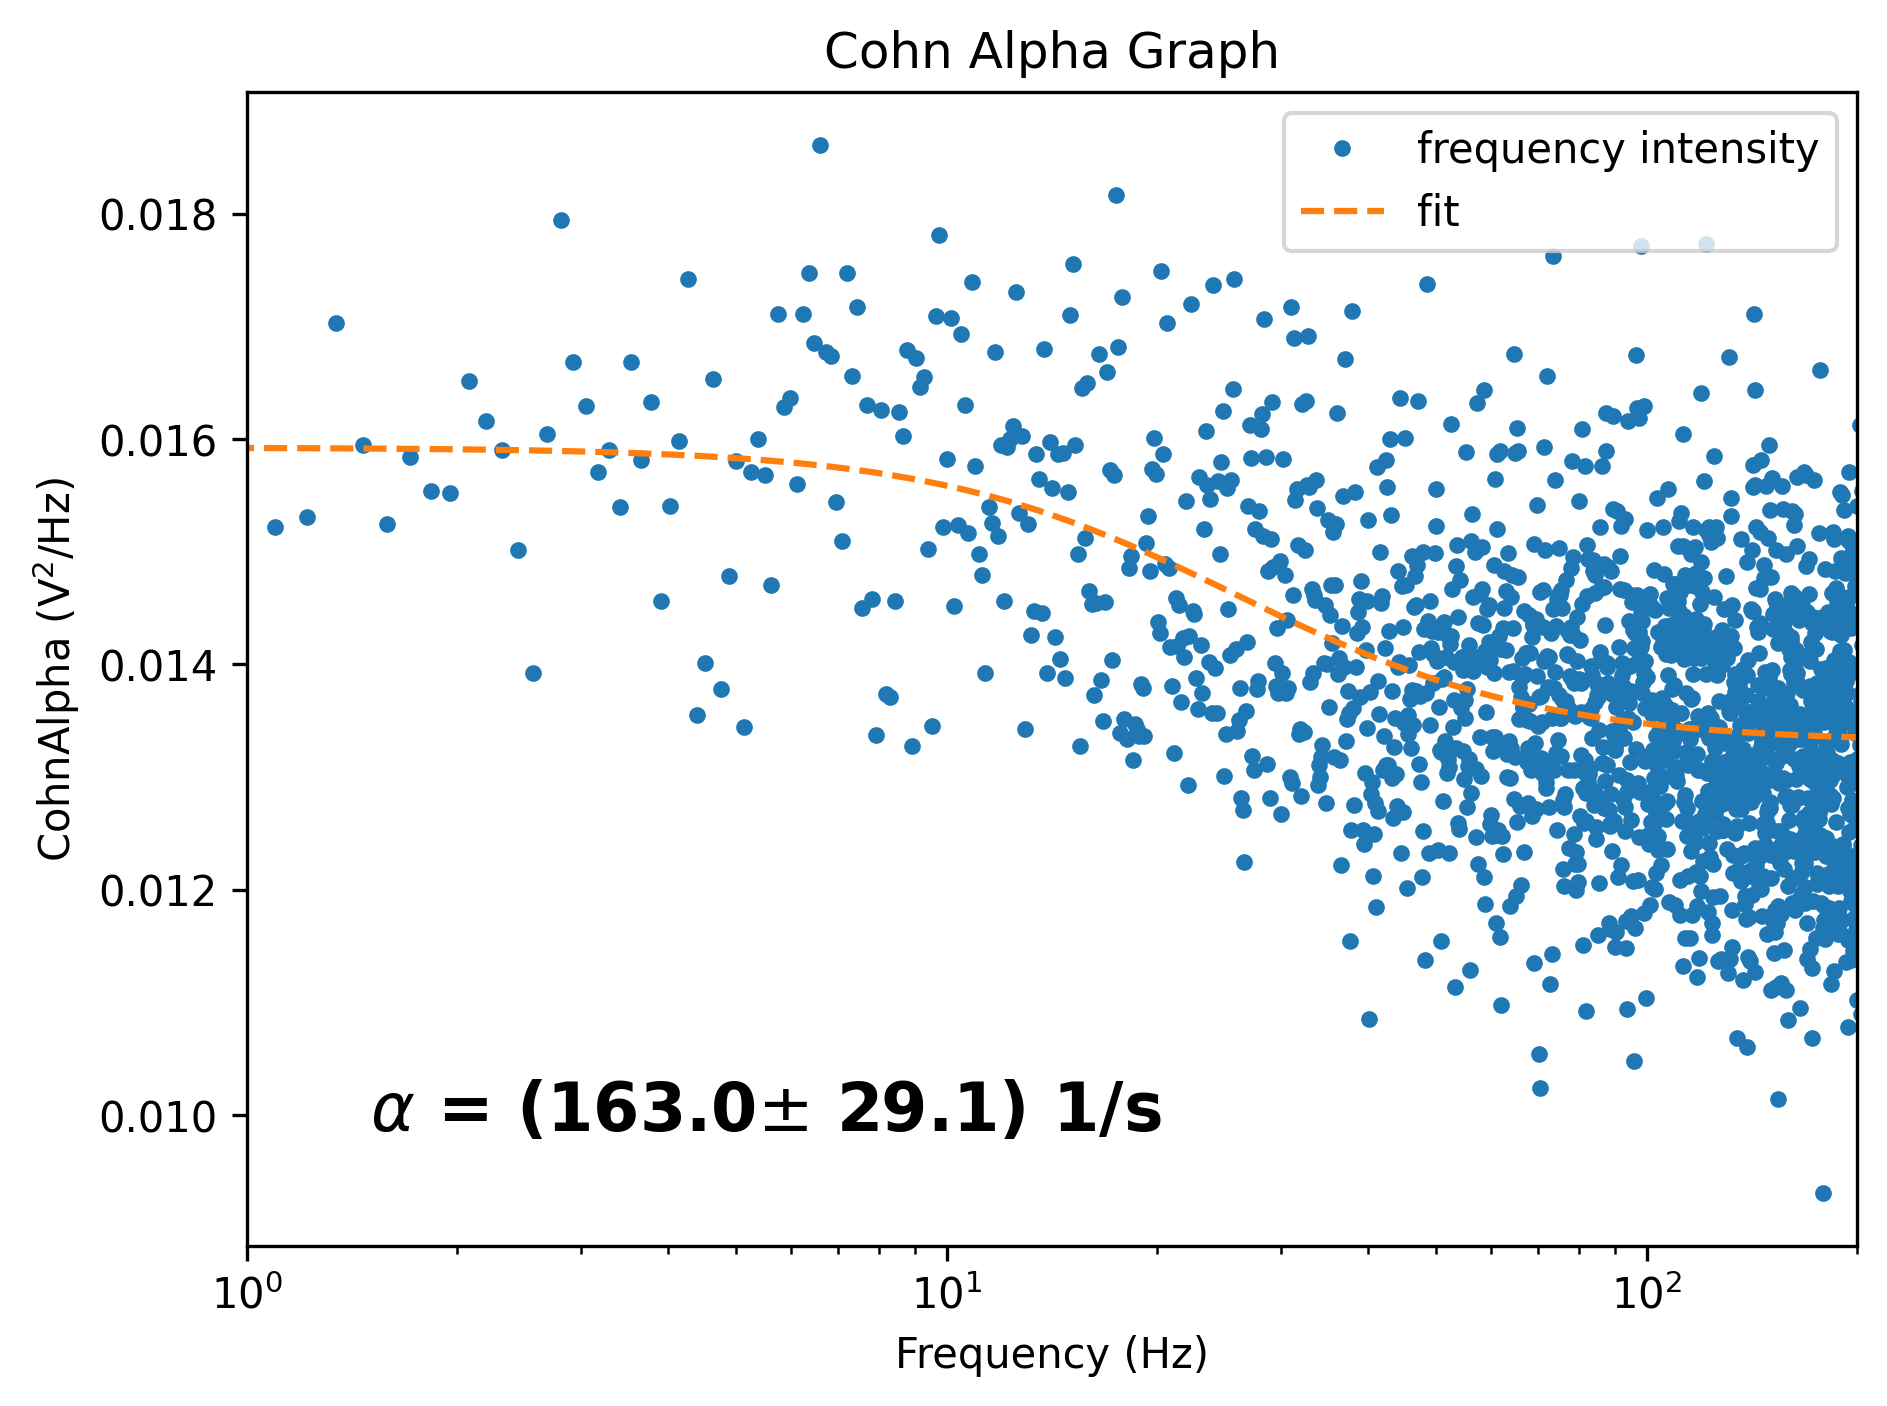 Cohn Alpha Graph
frequency intensity
fit
CohnAlpha (V²/Hz)
0.018
0.016
0.014
0.012
0.010
α = (163.0± 29.1) 1/s
10⁰ 10¹ 10²
Frequency (Hz)